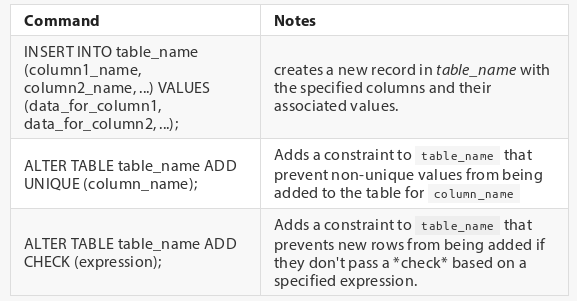 Command
Notes
INSERT INTO table_name
(column1_name,
column2_name, ...) VALUES
(data_for_column1,
data_for_column2, ...);
creates a new record in table_name with
the specified columns and their
associated values.
ALTER TABLE table_name ADD
UNIQUE (column_name);
Adds a constraint to table_name that
prevent non-unique values from being
added to the table for column_name
ALTER TABLE table_name ADD
CHECK (expression);
Adds a constraint to table_name that
prevents new rows from being added if
they don't pass a *check* based on a
specified expression.